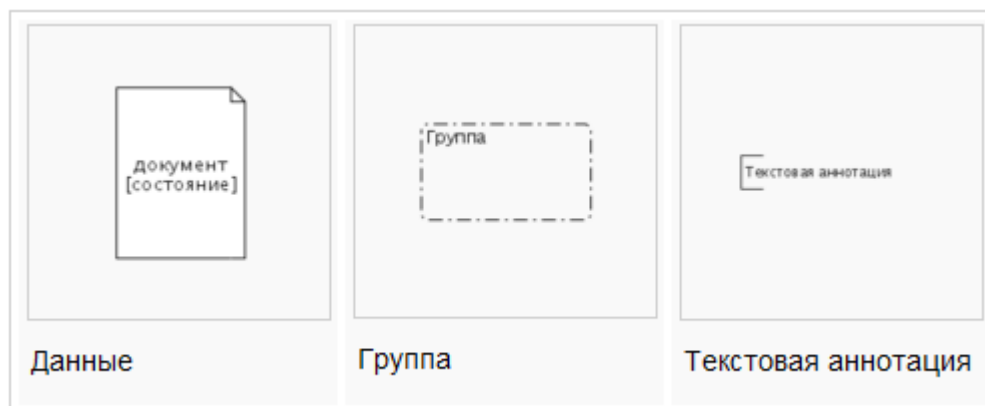 документ
[состояние]
Группа
Текстовая аннотация
Данные
Группа
Текстовая аннотация